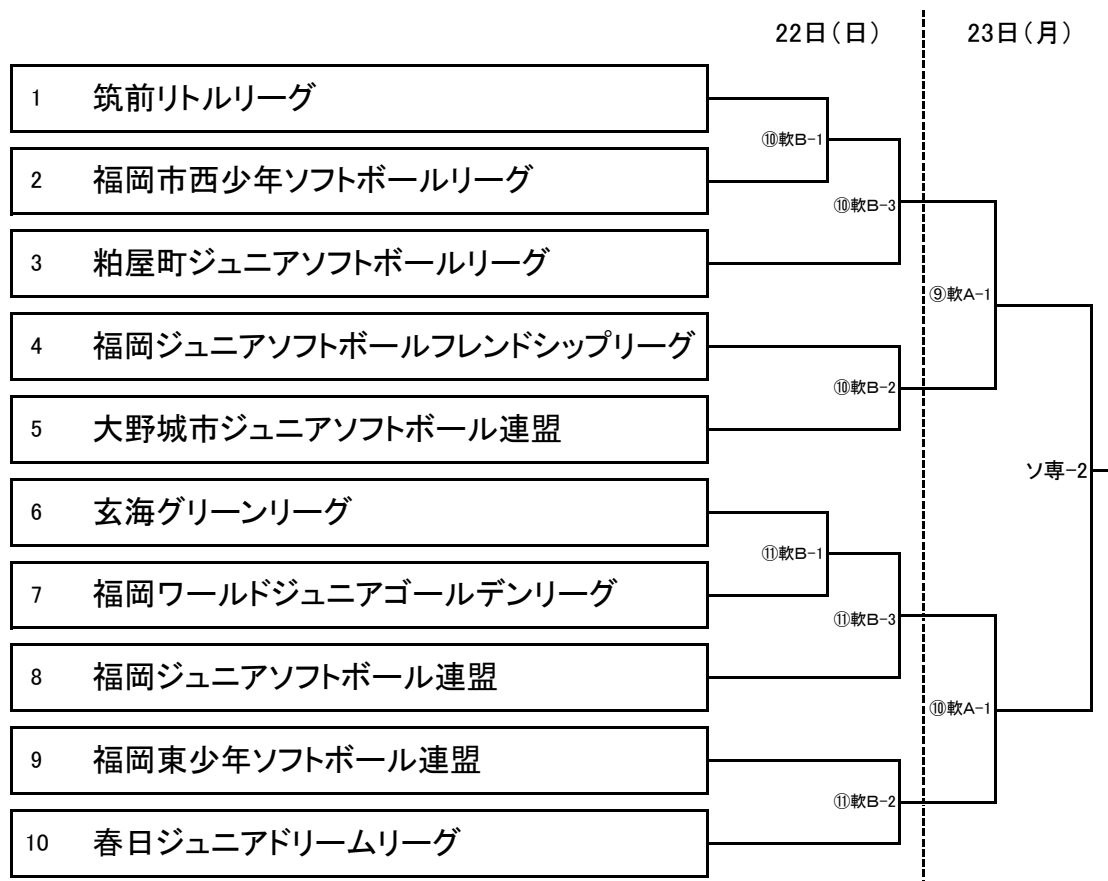 22日（日）
23日（月）
1 筑前リトルリーグ
⑩軟B-1
2 福岡市西少年ソフトボールリーグ
⑩軟B-3
3 粕屋町ジュニアソフトボールリーグ
⑨軟A-1
4 福岡ジュニアソフトボールフレンドシップリーグ
⑩軟B-2
5 大野城市ジュニアソフトボール連盟
ソ専-2
6 玄海グリーンリーグ
⑪軟B-1
7 福岡ワールドジュニアゴールデンリーグ
⑪軟B-3
8 福岡ジュニアソフトボール連盟
⑩軟A-1
9 福岡東少年ソフトボール連盟
⑪軟B-2
10 春日ジュニアドリームリーグ